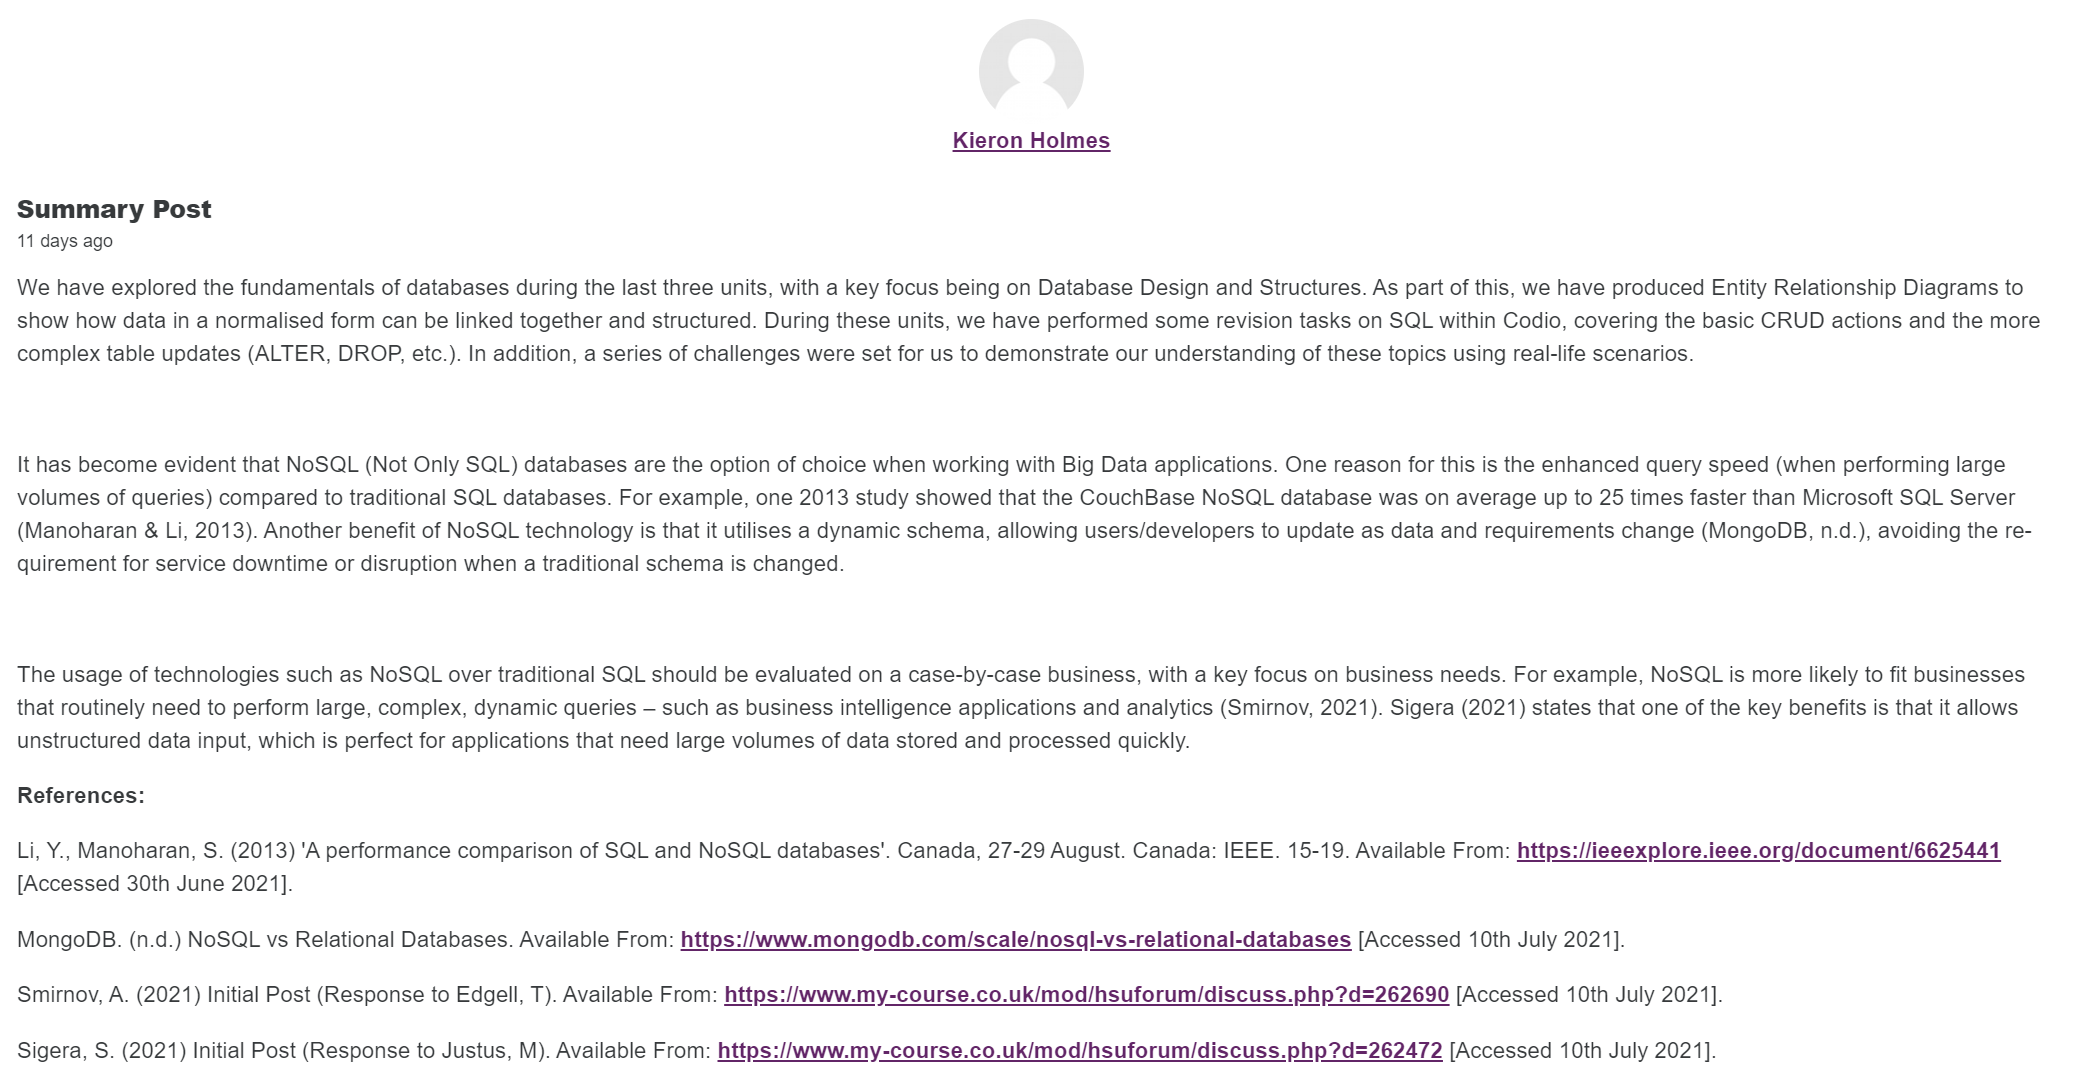 Kieron Holmes
Summary Post
11 days ago
We have explored the fundamentals of databases during the last three units, with a key focus being on Database Design and Structures. As part of this, we have produced Entity Relationship Diagrams to
show how data in a normalised form can be linked together and structured. During these units, we have performed some revision tasks on SQL within Codio, covering the basic CRUD actions and the more
complex table updates (ALTER, DROP, etc.). In addition, a series of challenges were set for us to demonstrate our understanding of these topics using real-life scenarios.
It has become evident that NoSQL (Not Only SQL) databases are the option of choice when working with Big Data applications. One reason for this is the enhanced query speed (when performing large
volumes of queries) compared to traditional SQL databases. For example, one 2013 study showed that the CouchBase NoSQL database was on average up to 25 times faster than Microsoft SQL Server
(Manoharan & Li, 2013). Another benefit of NoSQL technology is that it utilises a dynamic schema, allowing users/developers to update as data and requirements change (MongoDB, n.d.), avoiding the re-
quirement for service downtime or disruption when a traditional schema is changed.
The usage of technologies such as NoSQL over traditional SQL should be evaluated on a case-by-case business, with a key focus on business needs. For example, NoSQL is more likely to fit businesses
that routinely need to perform large, complex, dynamic queries – such as business intelligence applications and analytics (Smirnov, 2021). Sigera (2021) states that one of the key benefits is that it allows
unstructured data input, which is perfect for applications that need large volumes of data stored and processed quickly.
References:
Li, Y., Manoharan, S. (2013) 'A performance comparison of SQL and NoSQL databases'. Canada, 27-29 August. Canada: IEEE. 15-19. Available From: https://ieeexplore.ieee.org/document/6625441
[Accessed 30th June 2021].
MongoDB. (n.d.) NoSQL vs Relational Databases. Available From: https://www.mongodb.com/scale/nosql-vs-relational-databases [Accessed 10th July 2021].
Smirnov, A. (2021) Initial Post (Response to Edgell, T). Available From: https://www.my-course.co.uk/mod/hsuforum/discuss.php?d=262690 [Accessed 10th July 2021].
Sigera, S. (2021) Initial Post (Response to Justus, M). Available From: https://www.my-course.co.uk/mod/hsuforum/discuss.php?d=262472 [Accessed 10th July 2021].